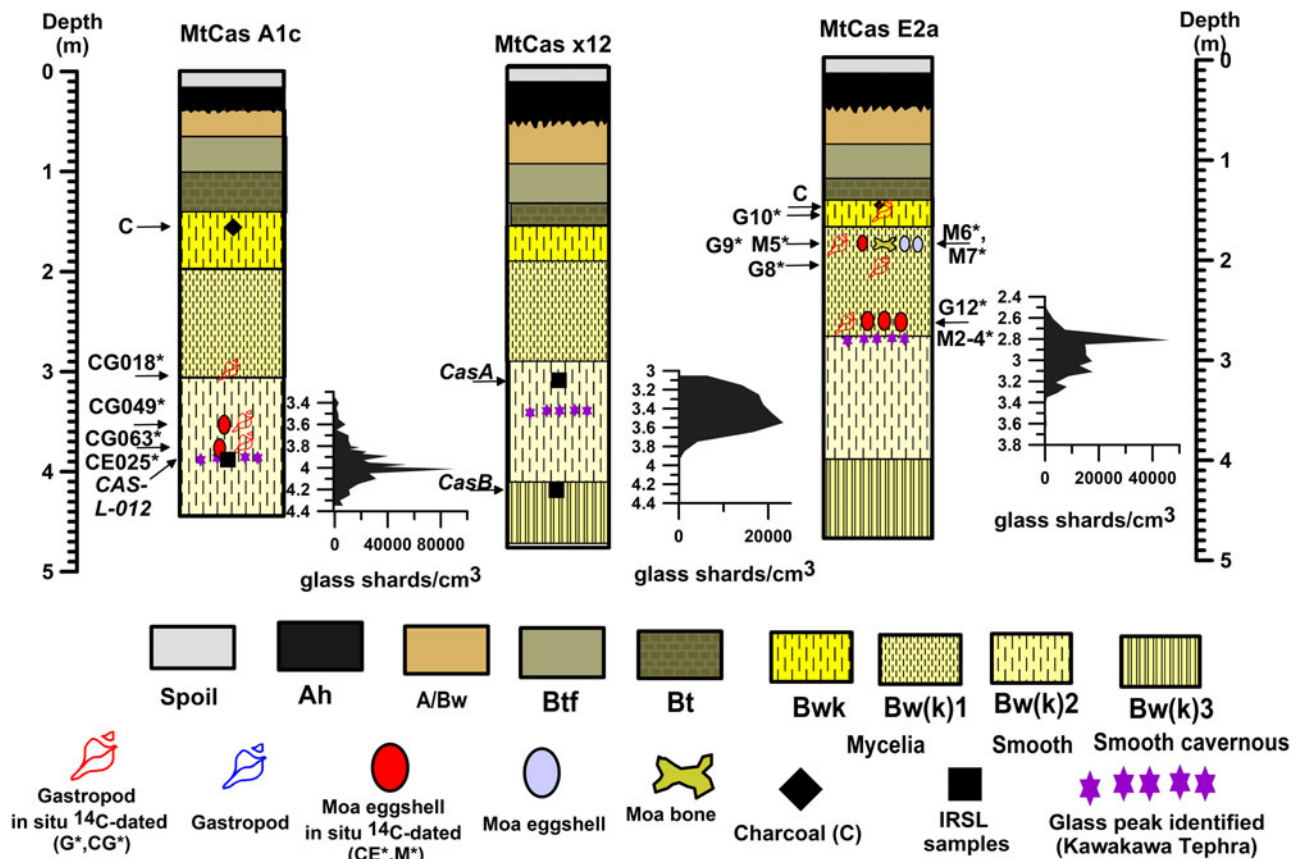 Depth
(m)
MtCas A1c
MtCas x12
MtCas E2a
Depth
(m)
0
1
2
3
4
5
C
CG018*
CG049*
CG063*
CE025*
CAS-
L-012
3.4
3.6
3.8
4
4.2
4.4
0 40000 80000
glass shards/cm3
CasA
CasB
3
3.2
3.4
3.6
3.8
4
4.2
4.4
0 20000
glass shards/cm3
C
G10*
G9* M5*
G8*
M6*,
M7*
G12*
M2-4*
2.4
2.6
2.8
3
3.2
3.4
3.6
3.8
0 20000 40000
glass shards/cm3
0
1
2
3
4
5
Spoil
Ah
A/Bw
Btf
Bt
Bwk
Bw(k)1
Bw(k)2
Bw(k)3
Mycelia
Smooth
Smooth cavernous
Gastropod
in situ 14C-dated
(G*,CG*)
Gastropod
Moa eggshell
in situ 14C-dated
(CE*,M*)
Moa eggshell
Moa bone
Charcoal (C)
IRSL
samples
Glass peak identified
(Kawakawa Tephra)